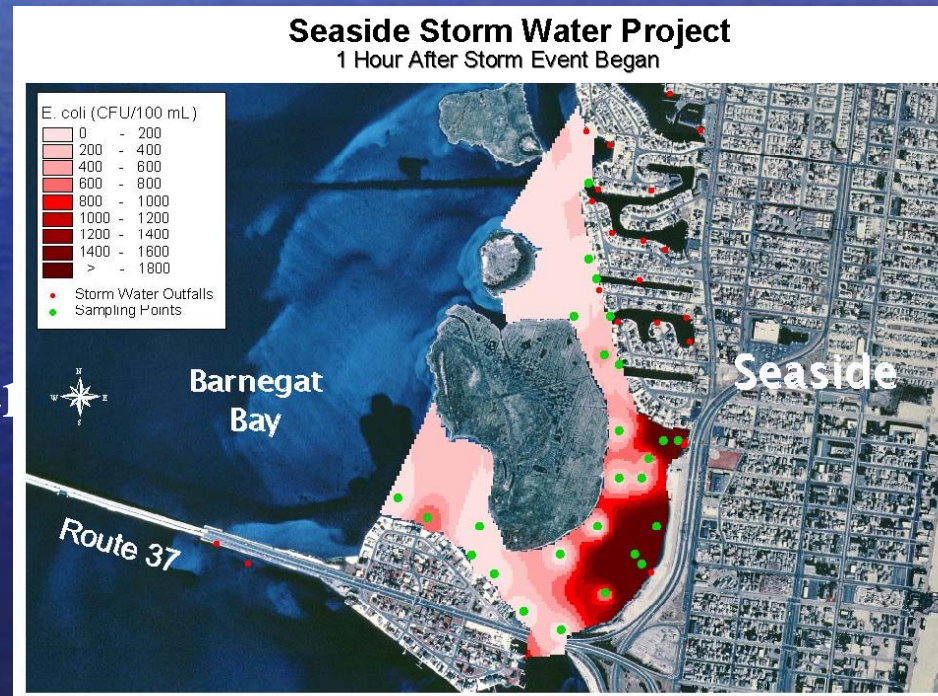 Seaside Storm Water Project
1 Hour After Storm Event Began
E. coli (CFU/100 mL)
0 - 200
200 - 400
400 - 600
600 - 800
800 - 1000
1000 - 1200
1200 - 1400
1400 - 1600
> - 1800
Storm Water Outfalls
Sampling Points
N
W E
S
Barnegat
Bay
Seaside
Route 37